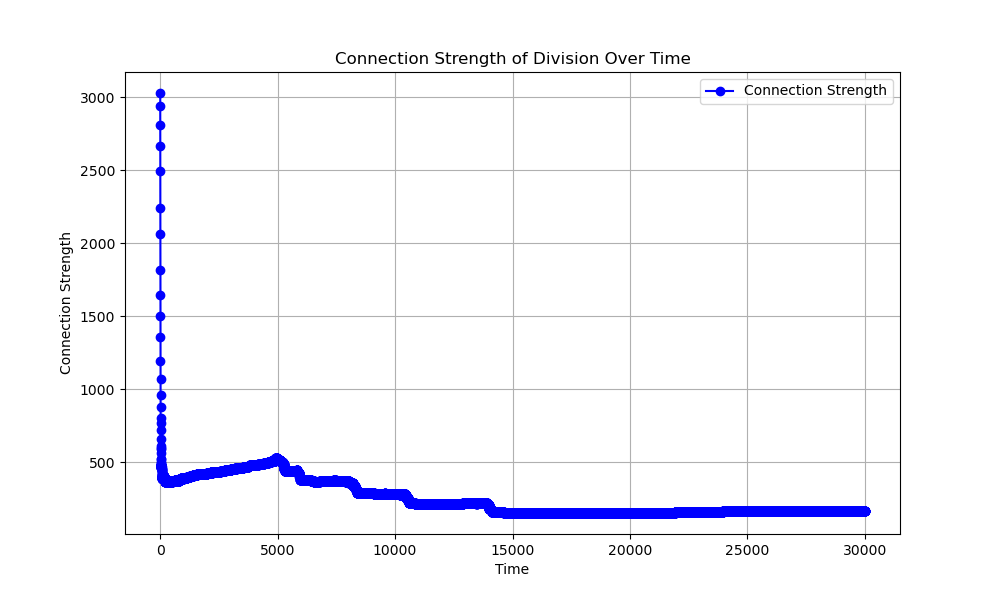 Connection Strength of Division Over Time
Connection Strength
3000
2500
2000
1500
1000
500
Connection Strength
0 5000 10000 15000 20000 25000 30000
Time